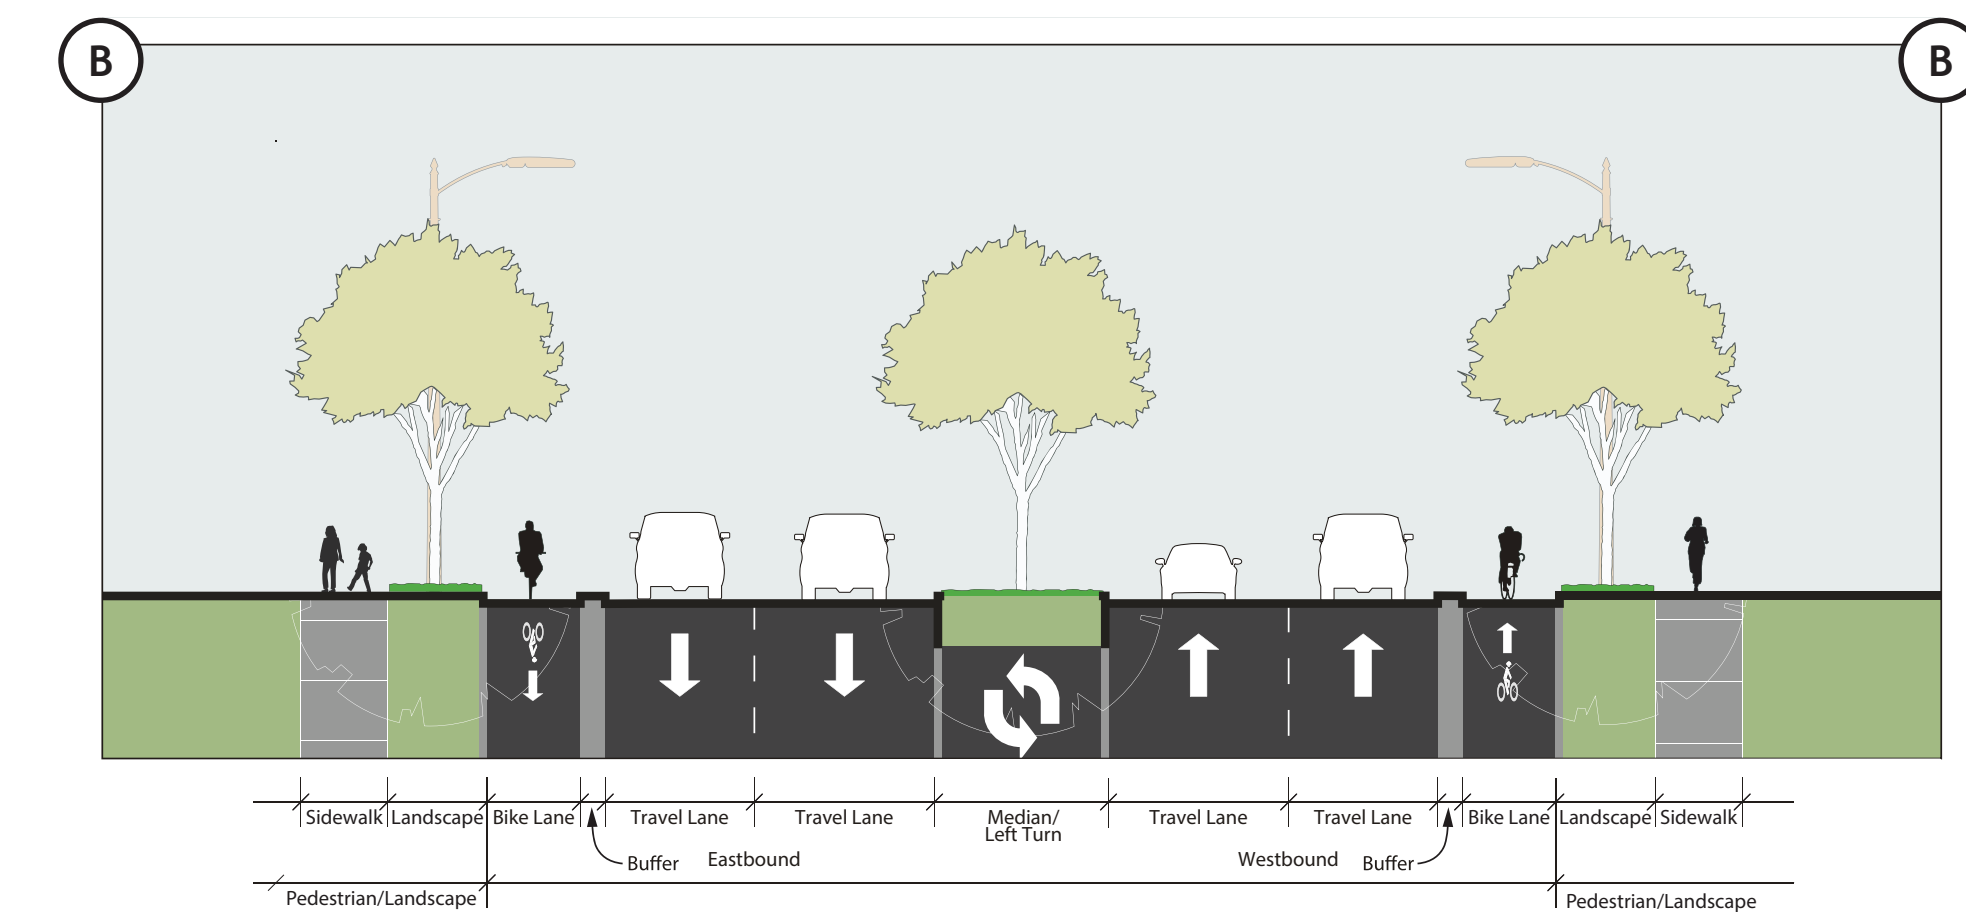 B
B
Sidewalk
Landscape
Bike Lane
Travel Lane
Travel Lane
Median/
Left Turn
Travel Lane
Travel Lane
Bike Lane
Landscape
Sidewalk
Buffer
Eastbound
Westbound
Buffer
Pedestrian/Landscape
Pedestrian/Landscape